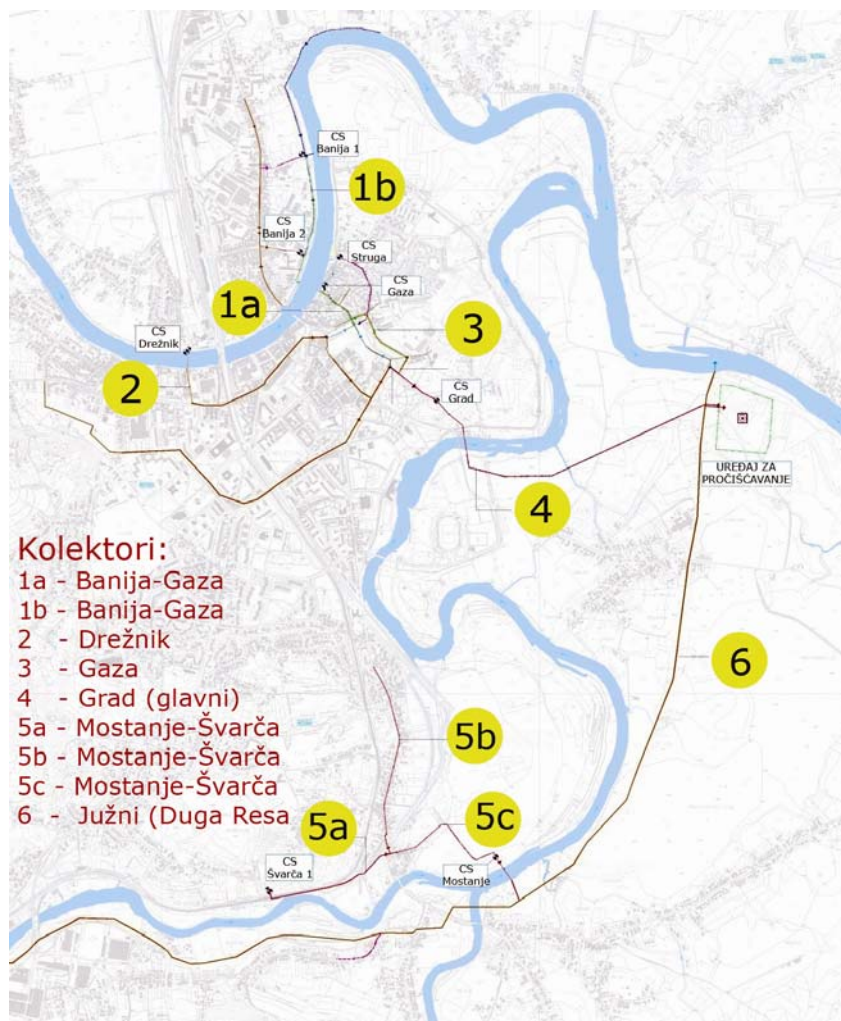 CS
Banija 1
1b
CS
Banija 2
CS
Struga
CS
Gaza
1a
3
CS
Drežnik
2
CS
Grad
UREĐAJ ZA
PROČIŠĆAVANJE
4
Kolektori:
1a - Banija-Gaza
1b - Banija-Gaza
2 - Drežnik
3 - Gaza
4 - Grad (glavni)
5a - Mostanje-Švarča
5b - Mostanje-Švarča
5c - Mostanje-Švarča
6 - Južni (Duga Resa
6
5b
5a
5c
CS
Švarča 1
CS
Mostanje